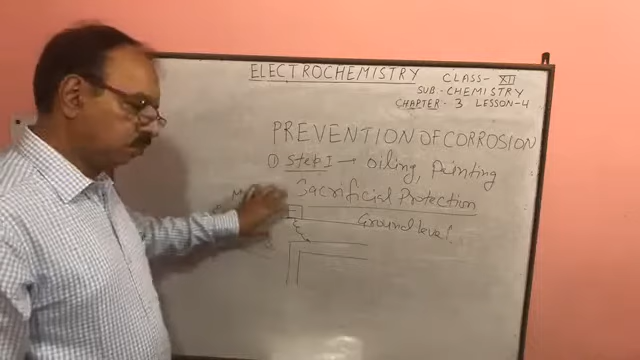 ELECTROCHEMISTRY
CLASS- XII
SUB-CHEMISTRY
CHAPTER- 3 LESSON-4
PREVENTION OF CORROSION
① Step I → oiling, Painting
Sacrificial Protection
Ground level